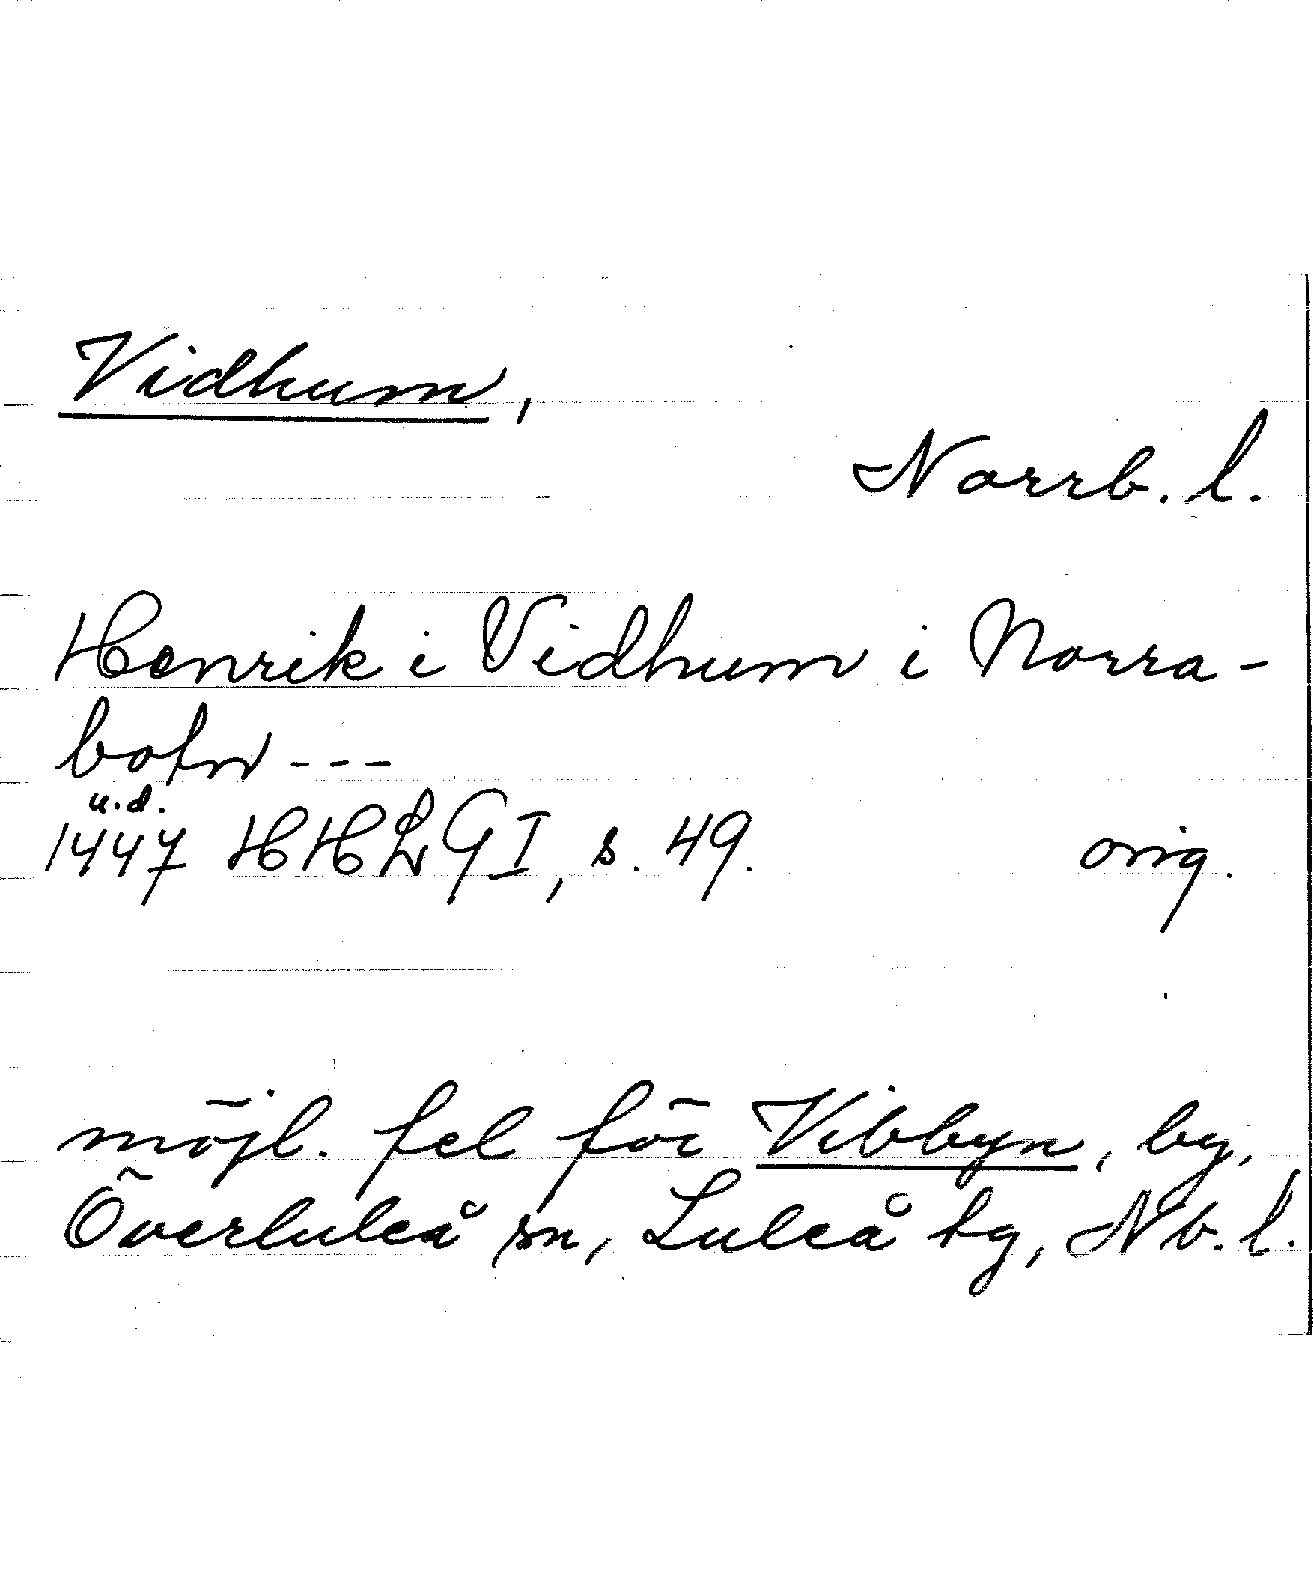 Vidhum,
Norrb. l.
Henrik i Vidhum i Norra-
botn ---
u.d.
1447 HHLGI, s. 49. orig.
möjl. fel för Vibbyn, by,
Överluleå sn, Luleå tg, Nb. l.